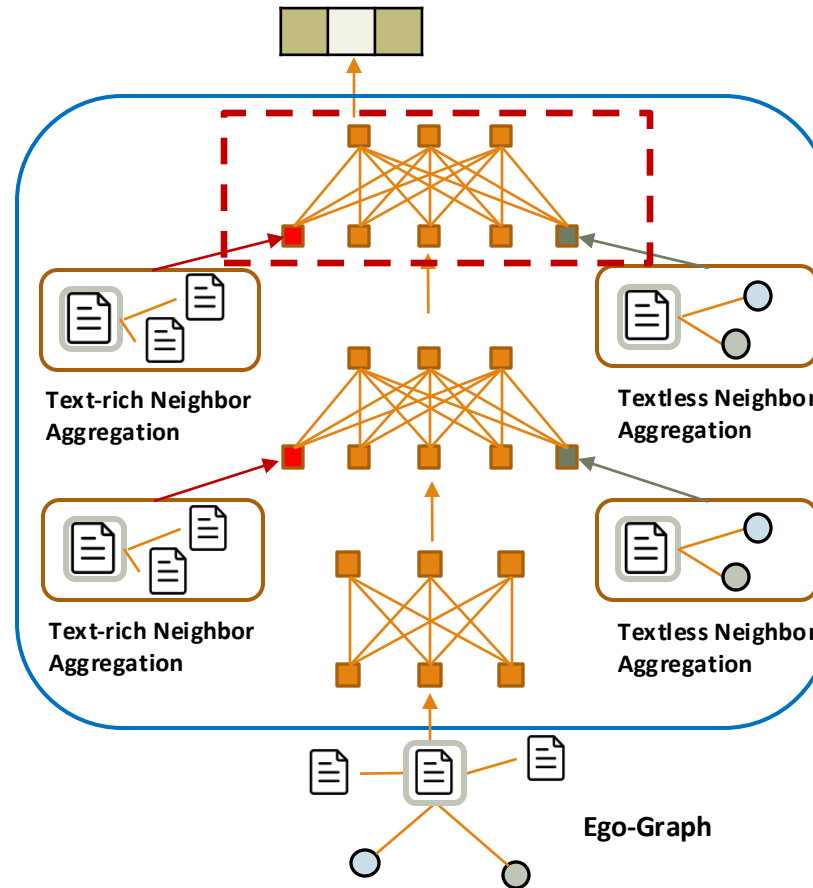 Text-rich Neighbor
Aggregation
Textless Neighbor
Aggregation
Text-rich Neighbor
Aggregation
Textless Neighbor
Aggregation
Ego-Graph